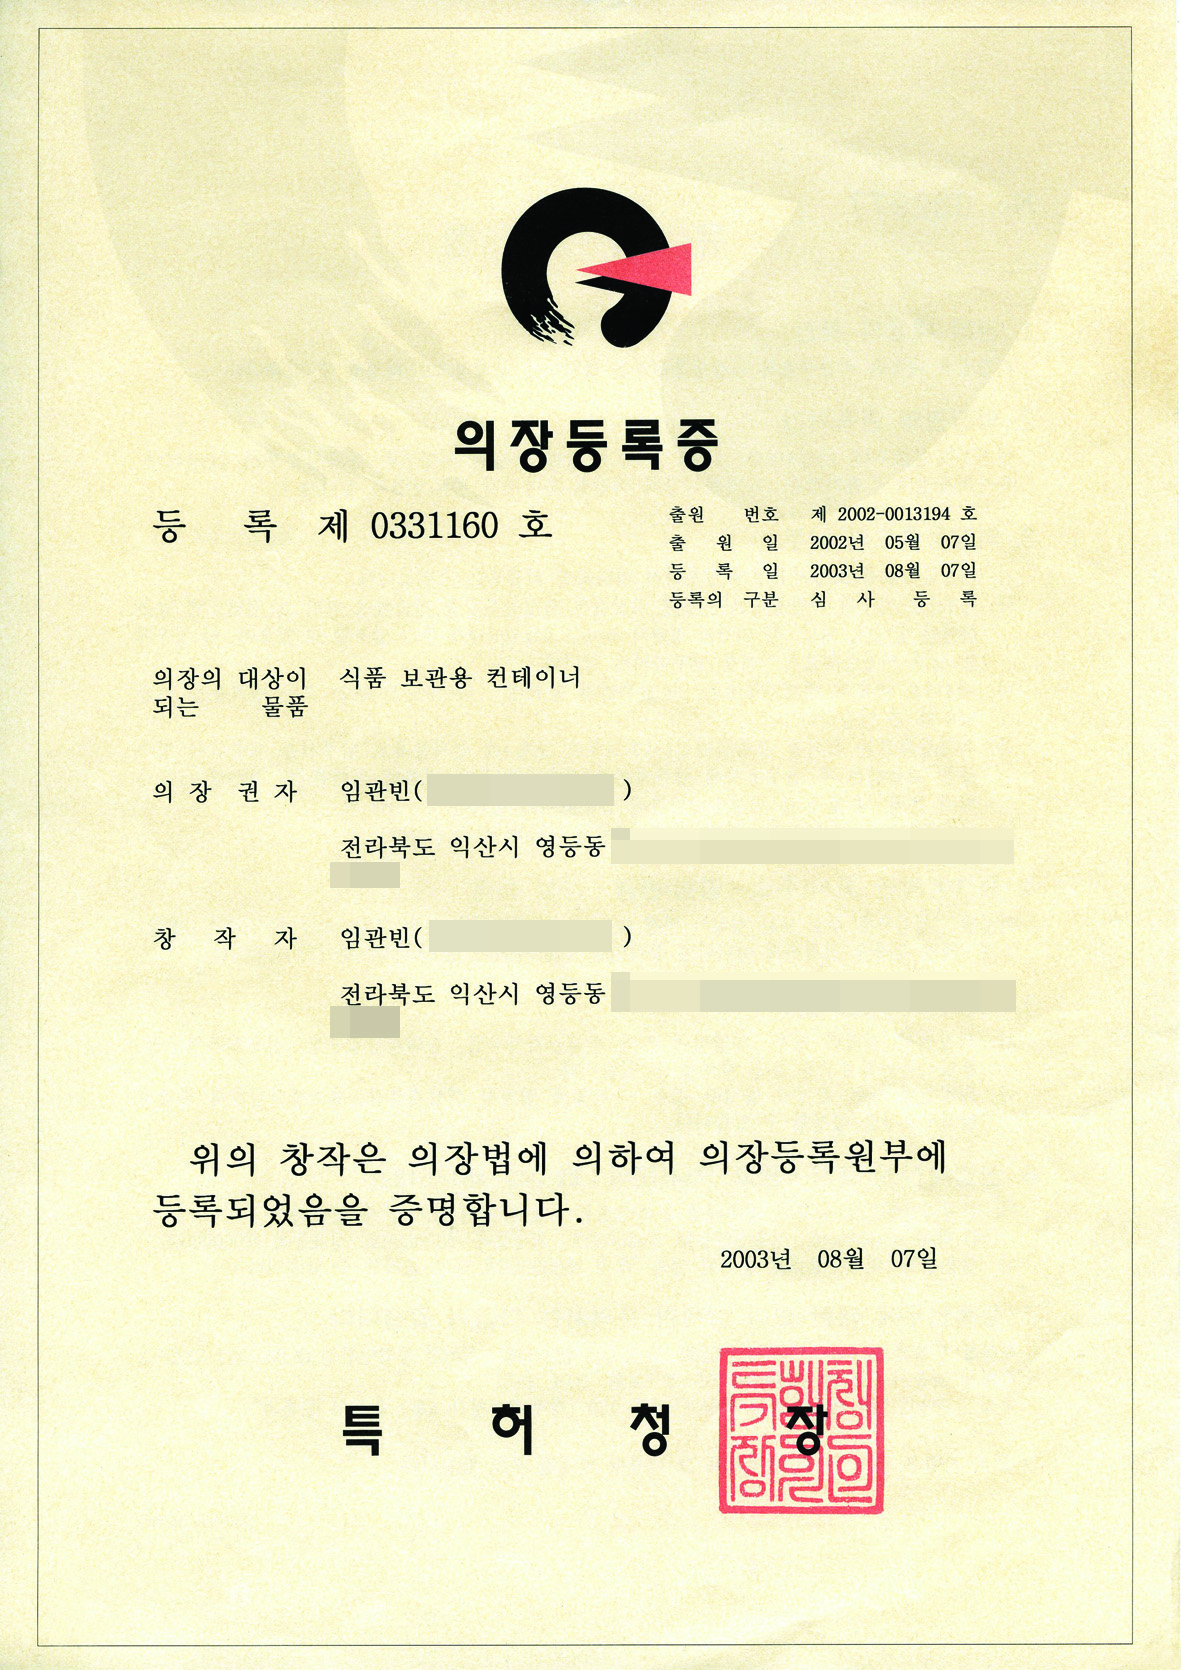 의장등록증
등 록 제 0331160 호
출원 번호 제 2002-0013194 호
출 원 일 2002년 05월 07일
등 록 일 2003년 08월 07일
등록의 구분 심 사 등 록
의장의 대상이 식품 보관용 컨테이너
되는 물품
의 장 권 자 임관빈( )
전라북도 익산시 영등동
창 작 자 임관빈( )
전라북도 익산시 영등동
위의 창작은 의장법에 의하여 의장등록원부에
등록되었음을 증명합니다.
2003년 08월 07일
특 허 청 장